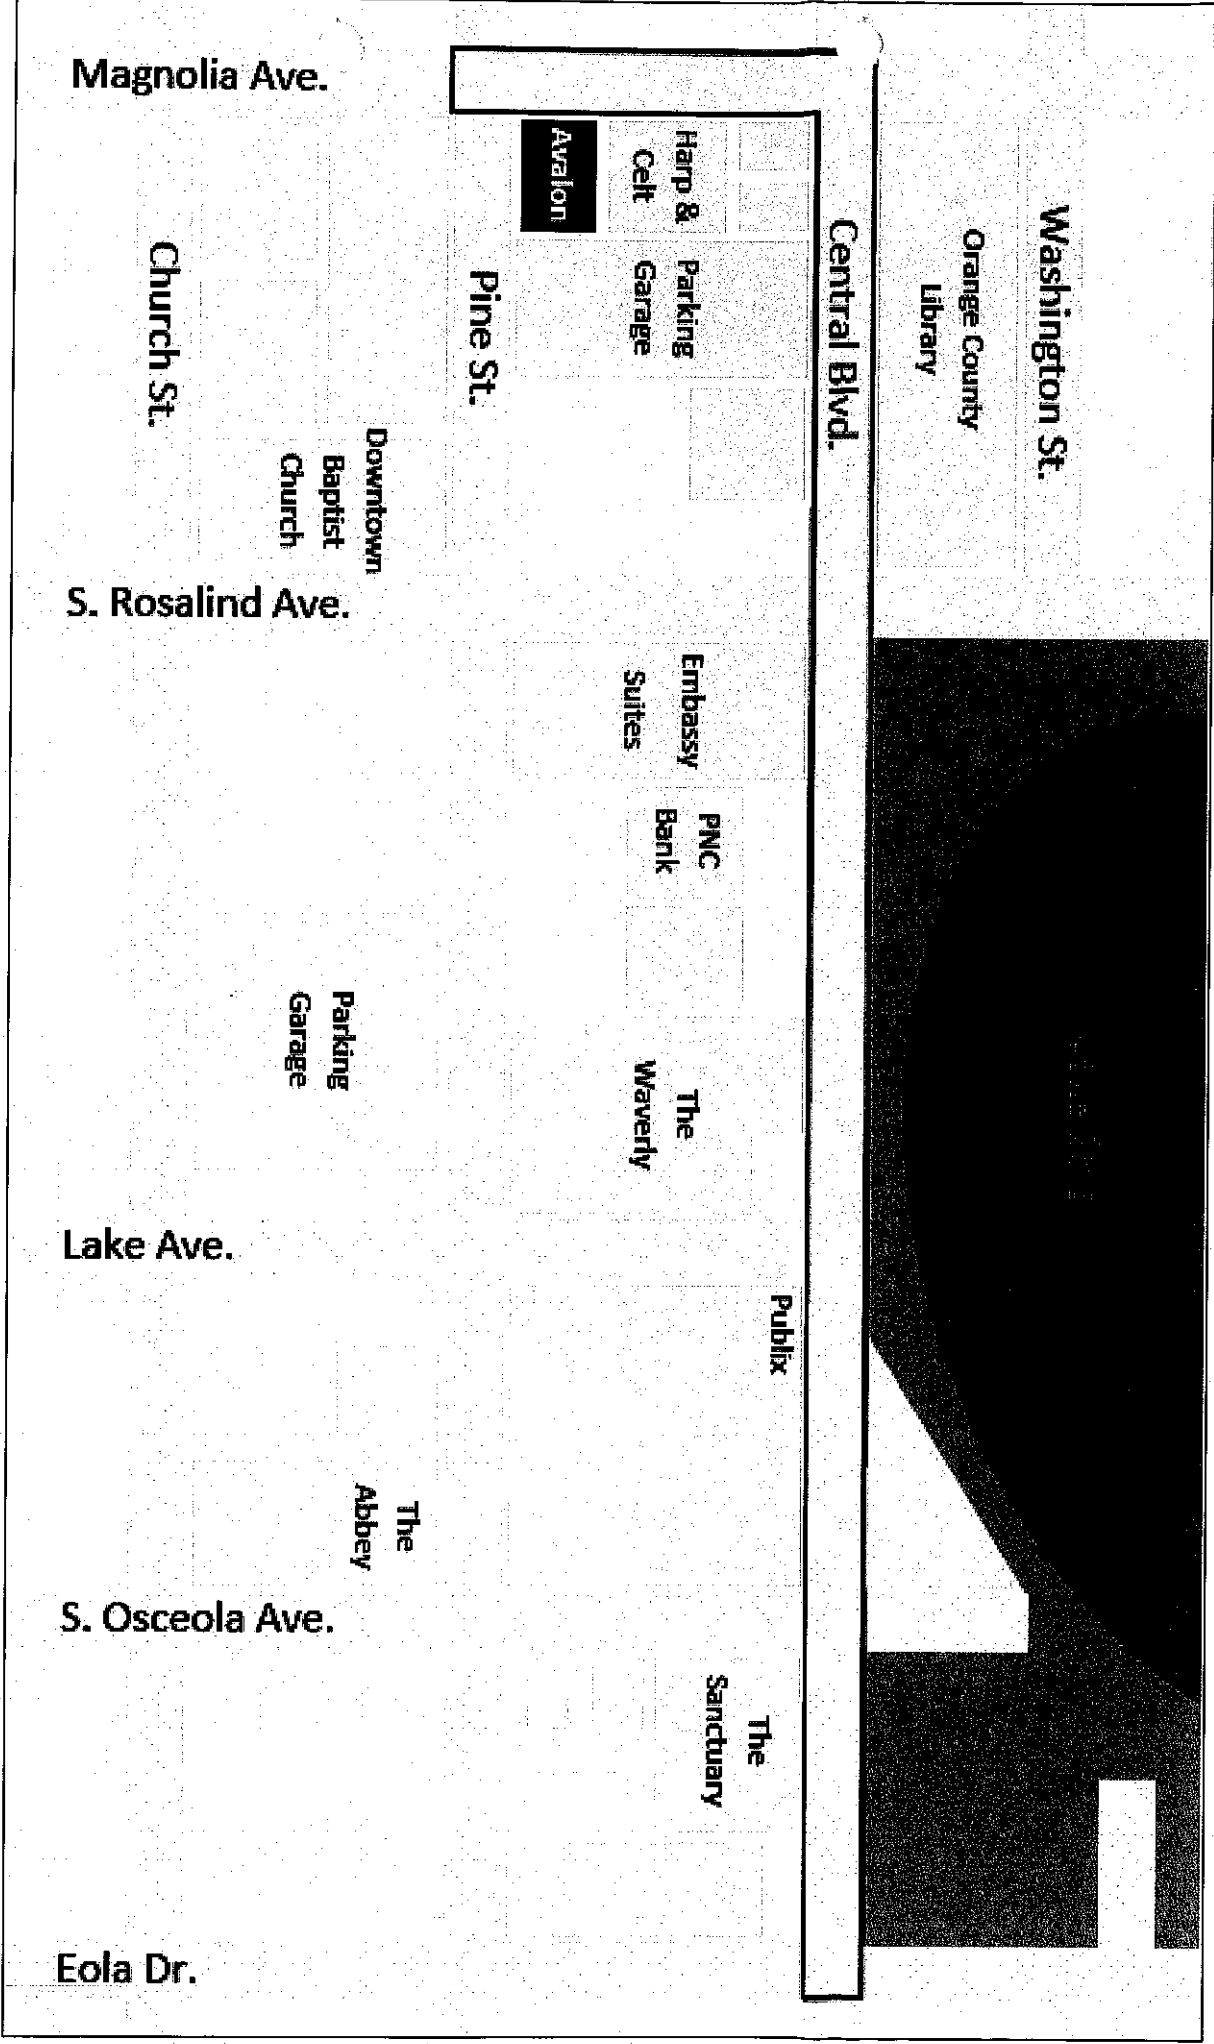 Magnolia Ave.
Avalon
Harp &
Celt
Parking
Garage
Central Blvd.
Orange County
Library
Washington St.
Church St.
Pine St.
Downtown
Baptist
Church
S. Rosalind Ave.
Embassy
Suites
PNC
Bank
Parking
Garage
The
Waverly
Lake Ave.
Publix
The
Abbey
S. Osceola Ave.
The
Sanctuary
Eola Dr.